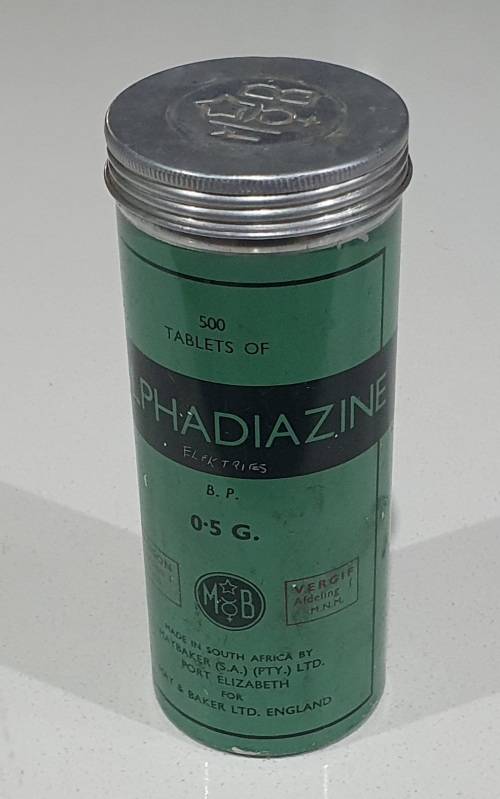 M&B
500
TABLETS OF
LPHADIAZINE
ELEKTRIES
B. P.
0·5 G.
VERGIF
Afdeling I
M.N.M.
M B
MADE IN SOUTH AFRICA BY
MAYBAKER (S.A.) (PTY.) LTD.
PORT ELIZABETH
FOR
MAY & BAKER LTD. ENGLAND